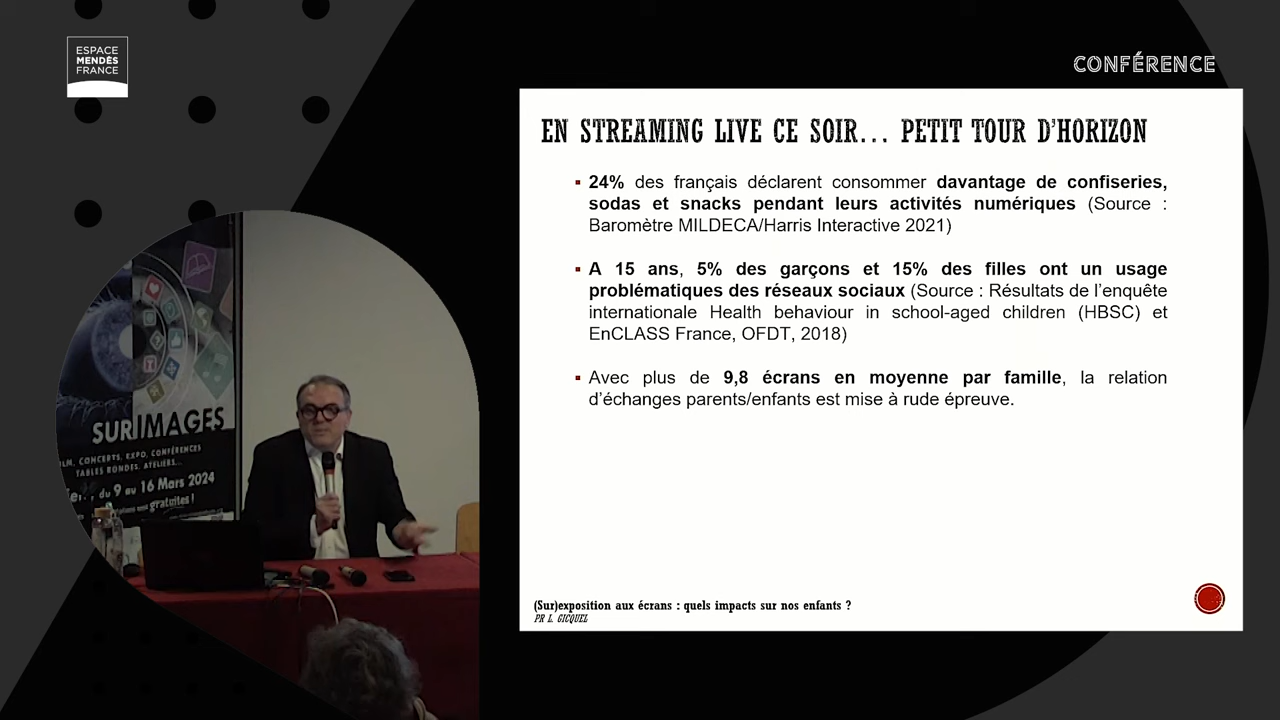 ESPACE
MENDÈS
FRANCE
CONFÉRENCE
EN STREAMING LIVE CE SOIR... PETIT TOUR D'HORIZON
▪ 24% des français déclarent consommer davantage de confiseries,
sodas et snacks pendant leurs activités numériques (Source :
Baromètre MILDECA/Harris Interactive 2021)
▪ A 15 ans, 5% des garçons et 15% des filles ont un usage
problématiques des réseaux sociaux (Source : Résultats de l'enquête
internationale Health behaviour in school-aged children (HBSC) et
EnCLASS France, OFDT, 2018)
▪ Avec plus de 9,8 écrans en moyenne par famille, la relation
d'échanges parents/enfants est mise à rude épreuve.
(Sur)exposition aux écrans : quels impacts sur nos enfants ?
PR L. GICQUEL
SUR IMAGES
FILM, CONCERTS, EXPO, CONFÉRENCES
TABLES RONDES, ATELIERS...
du 9 au 16 Mars 2024
gratuites !